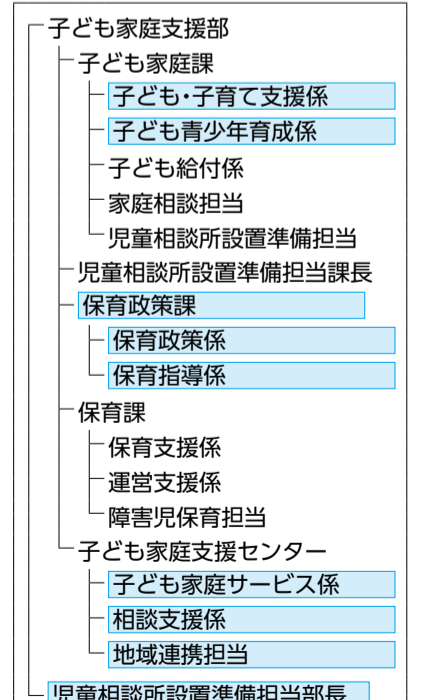 子ども家庭支援部
子ども家庭課
子ども・子育て支援係
子ども青少年育成係
子ども給付係
家庭相談担当
児童相談所設置準備担当
児童相談所設置準備担当課長
保育政策課
保育政策係
保育指導係
保育課
保育支援係
運営支援係
障害児保育担当
子ども家庭支援センター
子ども家庭サービス係
相談支援係
地域連携担当
児童相談所設置準備担当部長